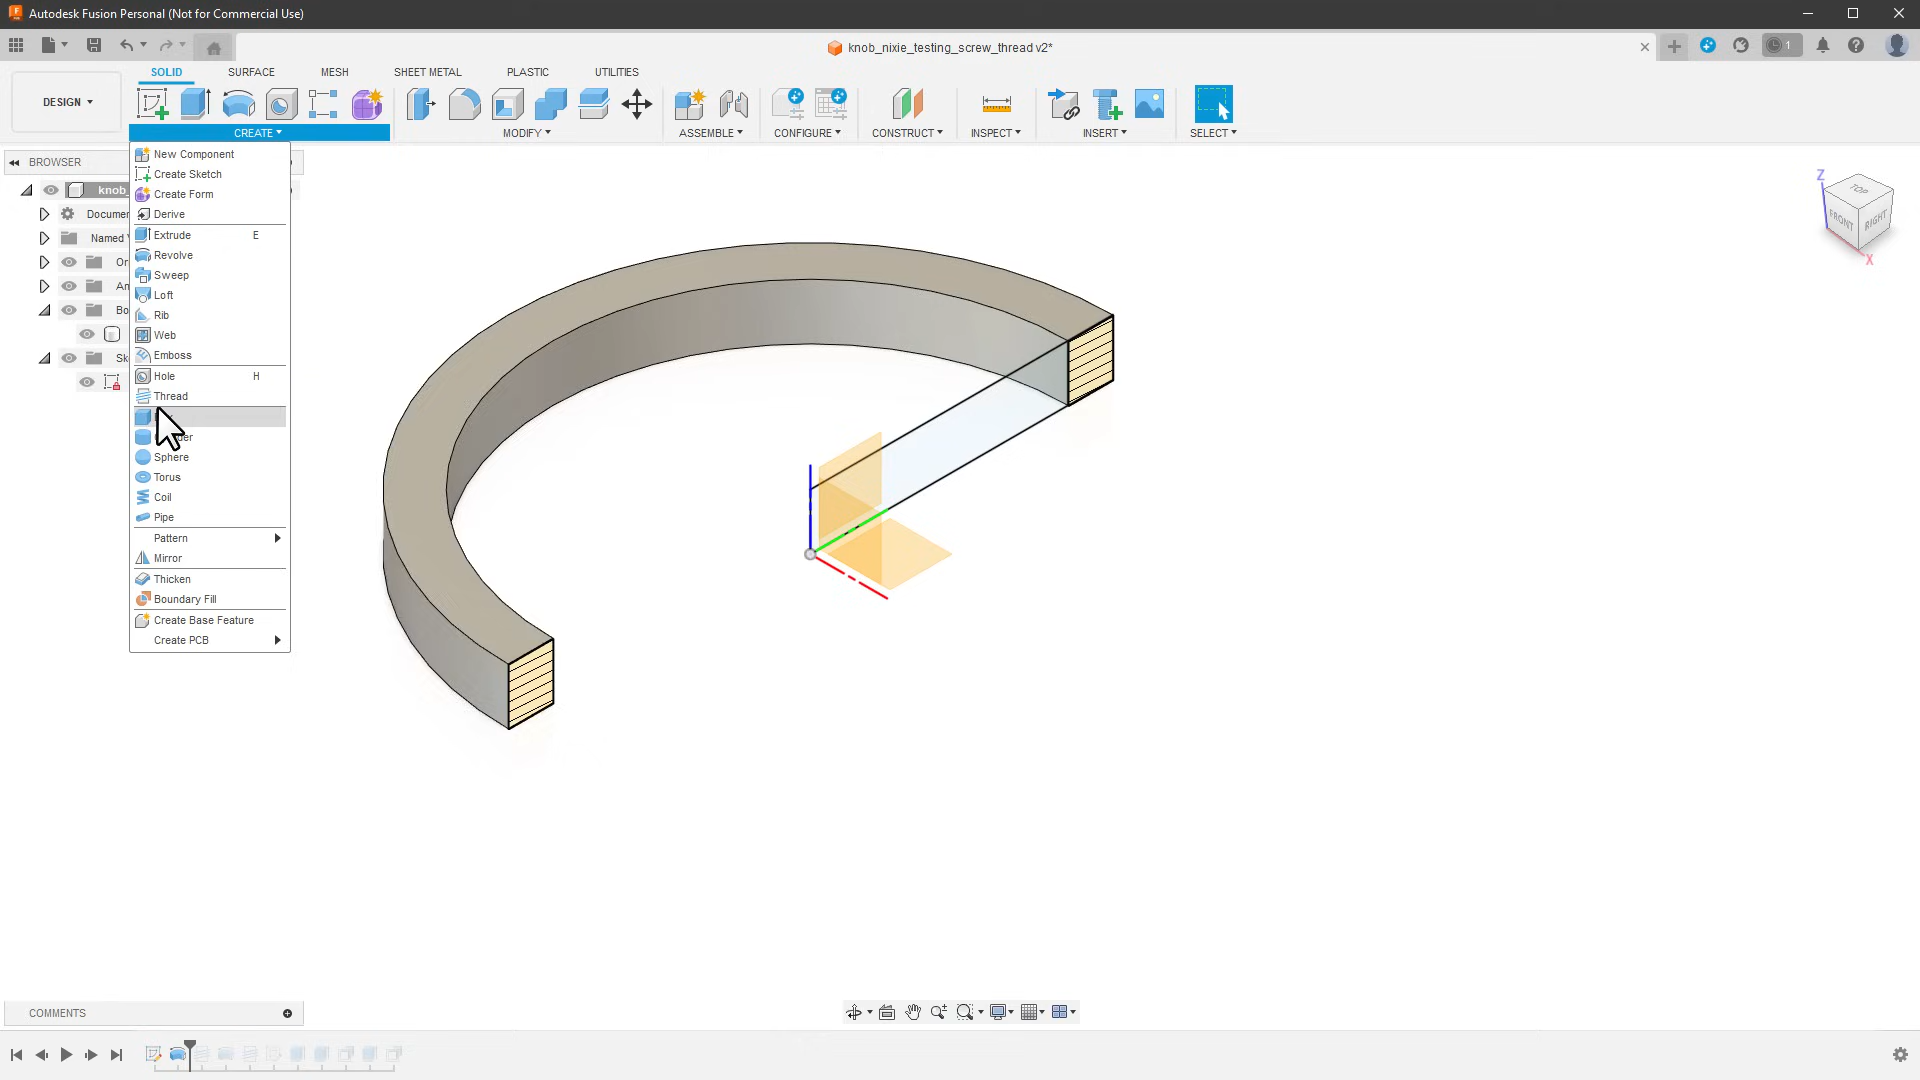 Autodesk Fusion Personal (Not for Commercial Use)
knob_nixie_testing_screw_thread v2*
1
DESIGN
SOLID
SURFACE
MESH
SHEET METAL
PLASTIC
UTILITIES
CREATE
MODIFY
ASSEMBLE
CONFIGURE
CONSTRUCT
INSPECT
INSERT
SELECT
BROWSER
knob
Documen
Named
Or
An
Bo
Sk
New Component
Create Sketch
Create Form
Derive
Extrude E
Revolve
Sweep
Loft
Rib
Web
Emboss
Hole H
Thread
Sphere
Torus
Coil
Pipe
Pattern
Mirror
Thicken
Boundary Fill
Create Base Feature
Create PCB
Z
TOP
FRONT
RIGHT
X
COMMENTS